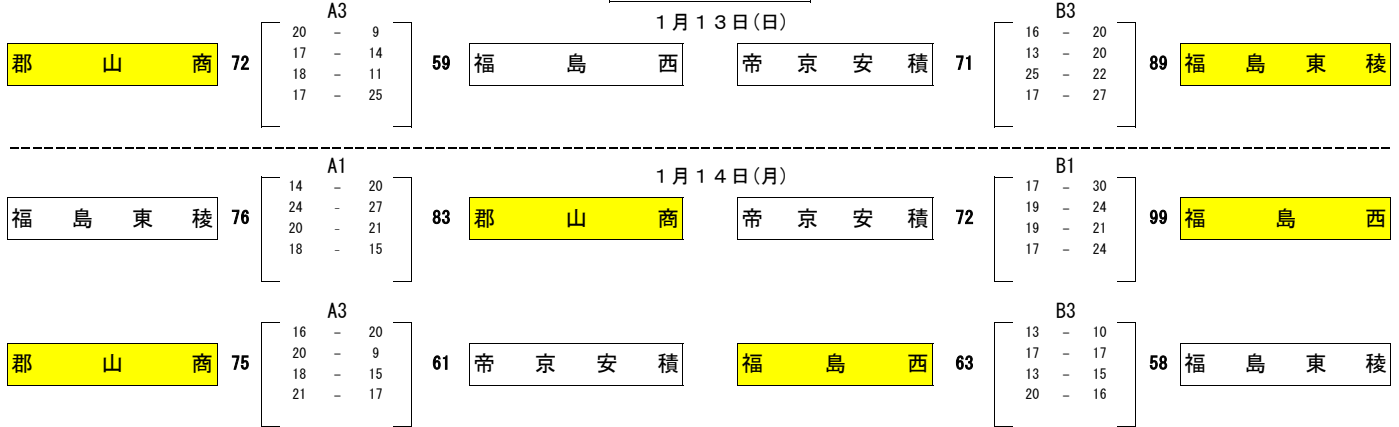 A3 1月13日(日) B3
20 - 9 16 - 20
17 - 14 13 - 20
郡山商 72 59 福島西 帝京安積 71 89 福島東稜
18 - 11 25 - 22
17 - 25 17 - 27
A1 1月14日(月) B1
14 - 20 17 - 30
24 - 27 19 - 24
福島東稜 76 83 郡山商 帝京安積 72 99 福島西
20 - 21 19 - 21
18 - 15 17 - 24
A3 B3
16 - 20 13 - 10
20 - 9 17 - 17
郡山商 75 61 帝京安積 福島西 63 58 福島東稜
18 - 15 13 - 15
21 - 17 20 - 16